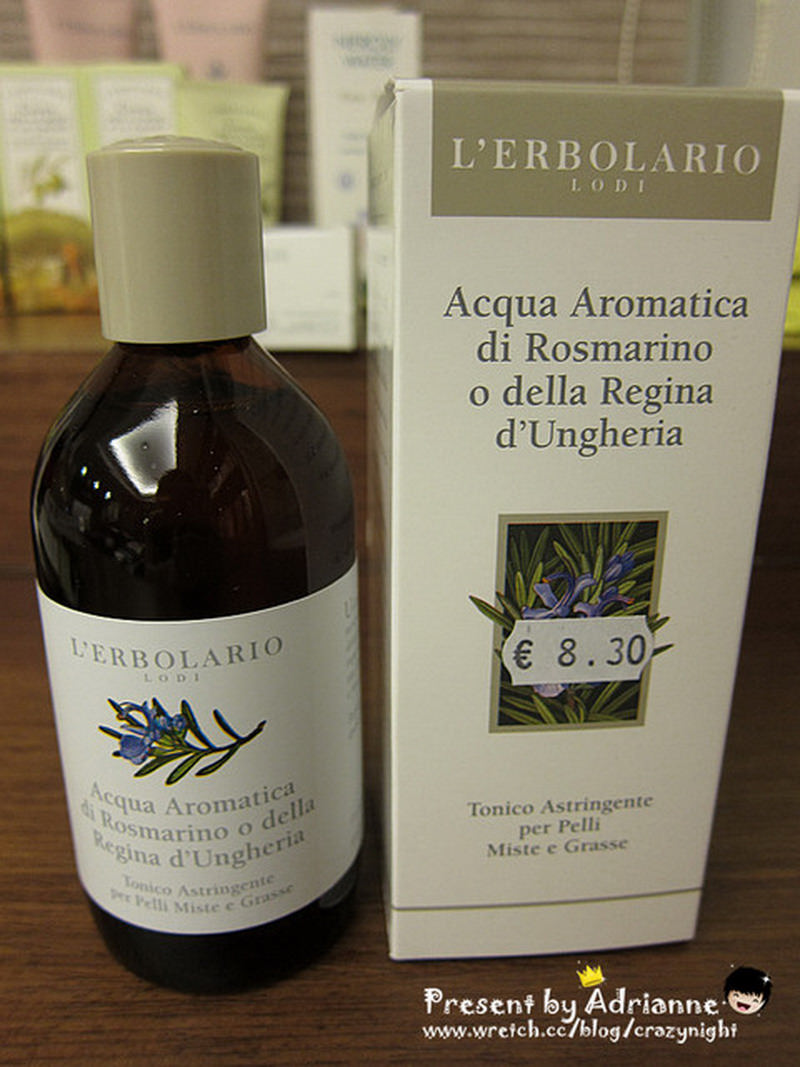 L'ERBOLARIO
LODI
Acqua Aromatica
di Rosmarino
o della Regina
d'Ungheria
€ 8.30
Tonico Astringente
per Pelli
Miste e Grasse
L'ERBOLARIO
LODI
Acqua Aromatica
di Rosmarino o della
Regina d'Ungheria
Tonico Astringente
per Pelli Miste e Grasse
Present by Adrianne
www.wretch.cc/blog/crazynight